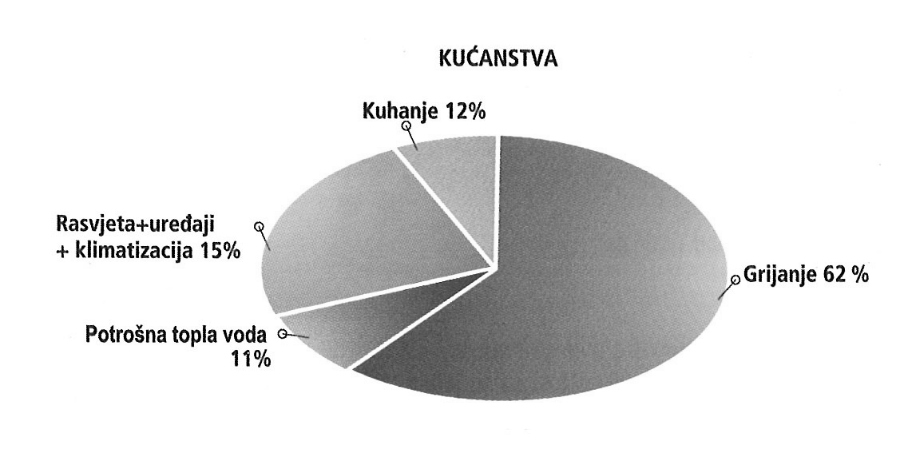 KUĆANSTVA
Kuhanje 12%
Rasvjeta+uređaji
+ klimatizacija 15%
Grijanje 62 %
Potrošna topla voda
11%